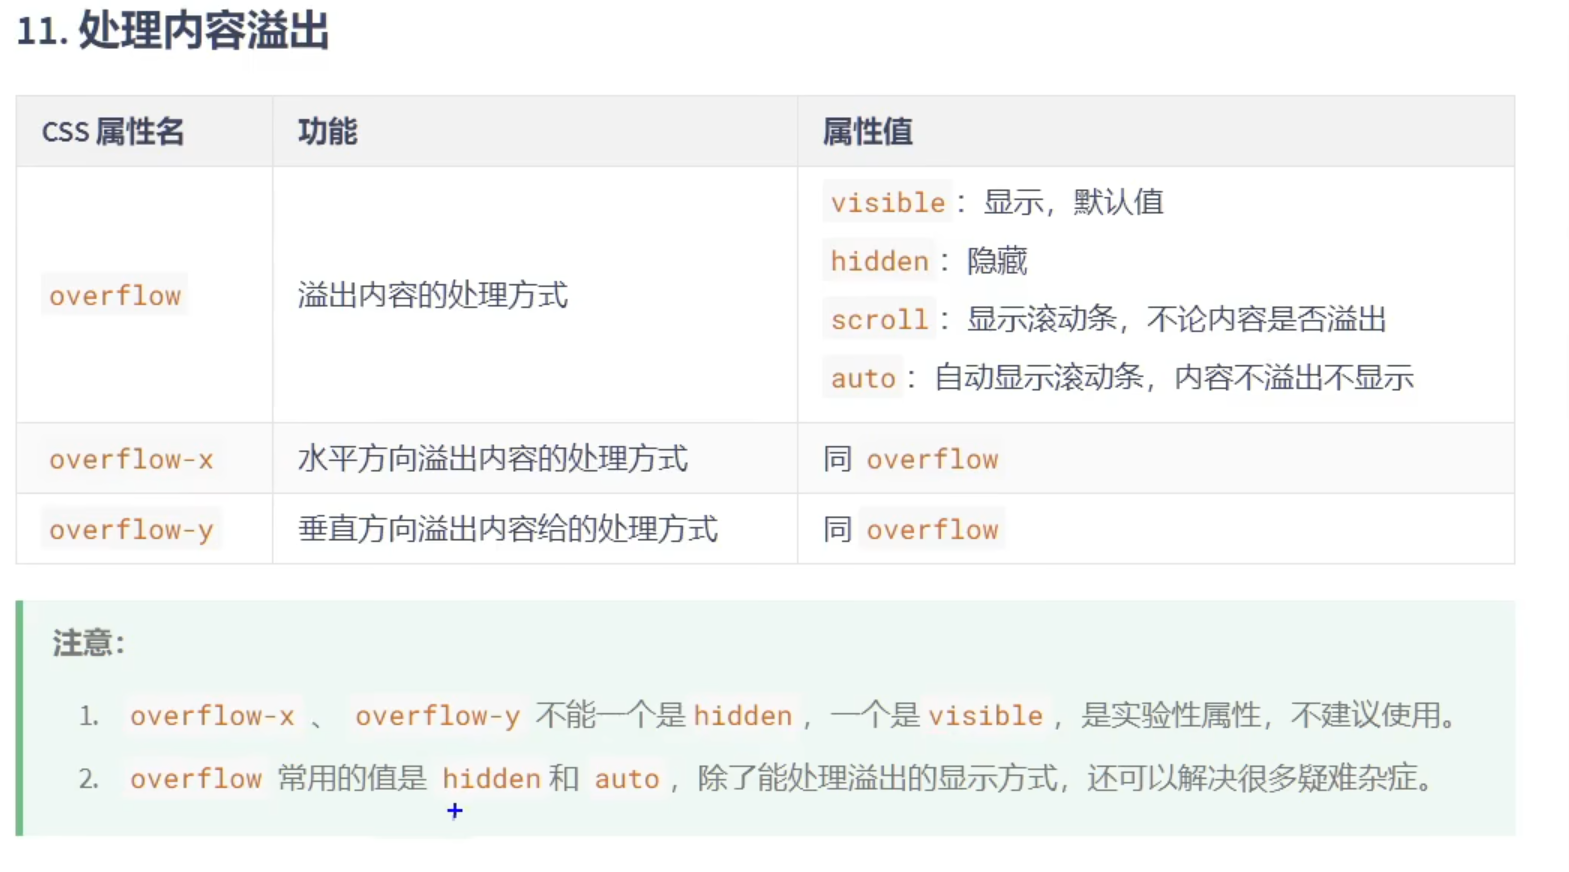 11. 处理内容溢出
CSS 属性名 功能 属性值
overflow 溢出内容的处理方式
visible：显示，默认值
hidden：隐藏
scroll：显示滚动条，不论内容是否溢出
auto：自动显示滚动条，内容不溢出不显示
overflow-x 水平方向溢出内容的处理方式 同 overflow
overflow-y 垂直方向溢出内容给的处理方式 同 overflow
注意：
1. overflow-x 、 overflow-y 不能一个是 hidden ，一个是 visible ，是实验性属性，不建议使用。
2. overflow 常用的值是 hidden 和 auto ，除了能处理溢出的显示方式，还可以解决很多疑难杂症。